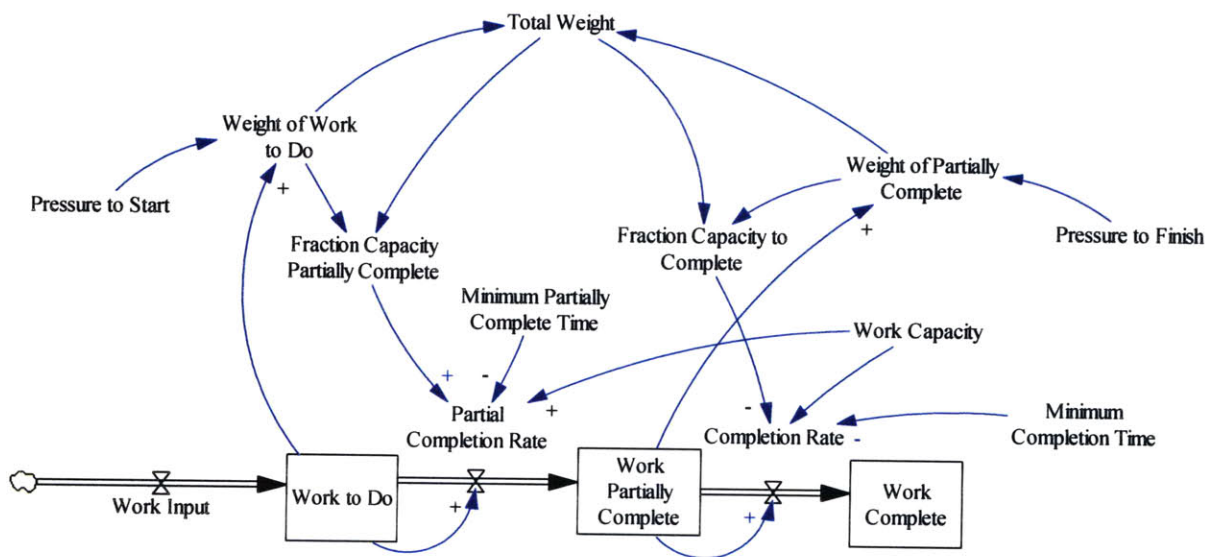 Total Weight
Weight of Work
to Do
+
Pressure to Start
Weight of Partially
Complete
+
Pressure to Finish
Fraction Capacity
Partially Complete
Fraction Capacity to
Complete
Minimum Partially
Complete Time
Work Capacity
+
-
+
Partial
Completion Rate
-
Completion Rate
-
Minimum
Completion Time
Work Input
Work to Do
+
Work
Partially
Complete
+
Work
Complete